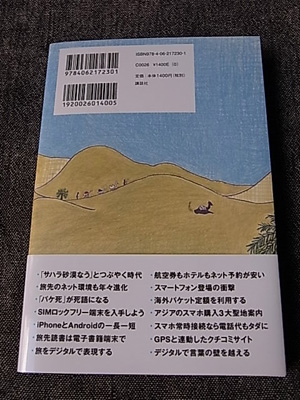 ISBN978-4-06-217230-1
C0026 ¥1400E (0)
定価:本体1400円(税別)
講談社
9784062172301
1920026014005
・「サハラ砂漠なう」とつぶやく時代
・旅先のネット環境も年々進化
・「パケ死」が死語になる
・SIMロックフリー端末を入手しよう
・iPhoneとAndroidの一長一短
・旅先読書は電子書籍端末で
・旅をデジタルで表現する
・航空券もホテルもネット予約が安い
・スマートフォン登場の衝撃
・海外パケット定額を利用する
・アジアのスマホ購入3大聖地案内
・スマホ常時接続なら電話代もタダに
・GPSと連動したクチコミサイト
・デジタルで言葉の壁を越える